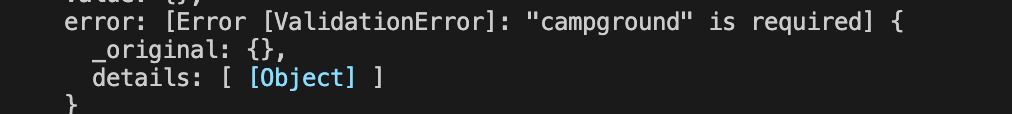 error: [Error [ValidationError]: "campground" is required] {
_original: {},
details: [ [Object] ]
}